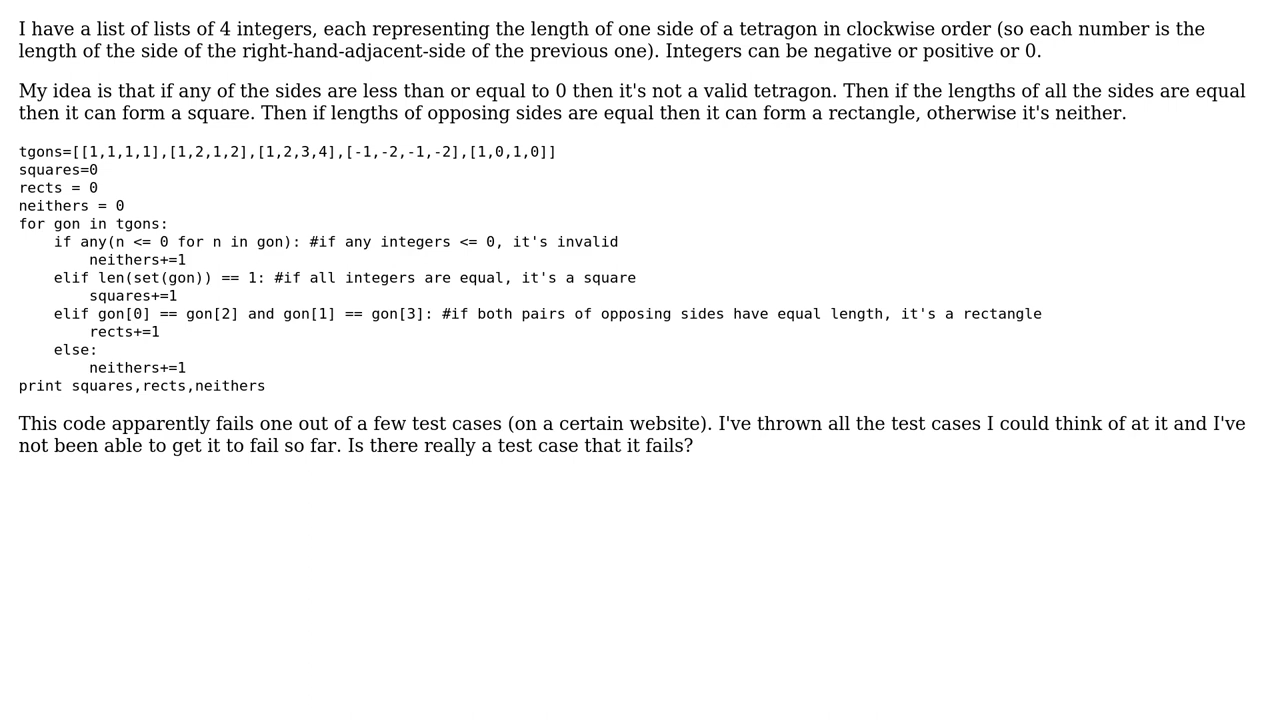 I have a list of lists of 4 integers, each representing the length of one side of a tetragon in clockwise order (so each number is the
length of the side of the right-hand-adjacent-side of the previous one). Integers can be negative or positive or 0.
My idea is that if any of the sides are less than or equal to 0 then it's not a valid tetragon. Then if the lengths of all the sides are equal
then it can form a square. Then if lengths of opposing sides are equal then it can form a rectangle, otherwise it's neither.
tgons=[[1,1,1,1],[1,2,1,2],[1,2,3,4],[-1,-2,-1,-2],[1,0,1,0]]
squares=0
rects = 0
neithers = 0
for gon in tgons:
    if any(n <= 0 for n in gon): #if any integers <= 0, it's invalid
        neithers+=1
    elif len(set(gon)) == 1: #if all integers are equal, it's a square
        squares+=1
    elif gon[0] == gon[2] and gon[1] == gon[3]: #if both pairs of opposing sides have equal length, it's a rectangle
        rects+=1
    else:
        neithers+=1
print squares,rects,neithers
This code apparently fails one out of a few test cases (on a certain website). I've thrown all the test cases I could think of at it and I've
not been able to get it to fail so far. Is there really a test case that it fails?